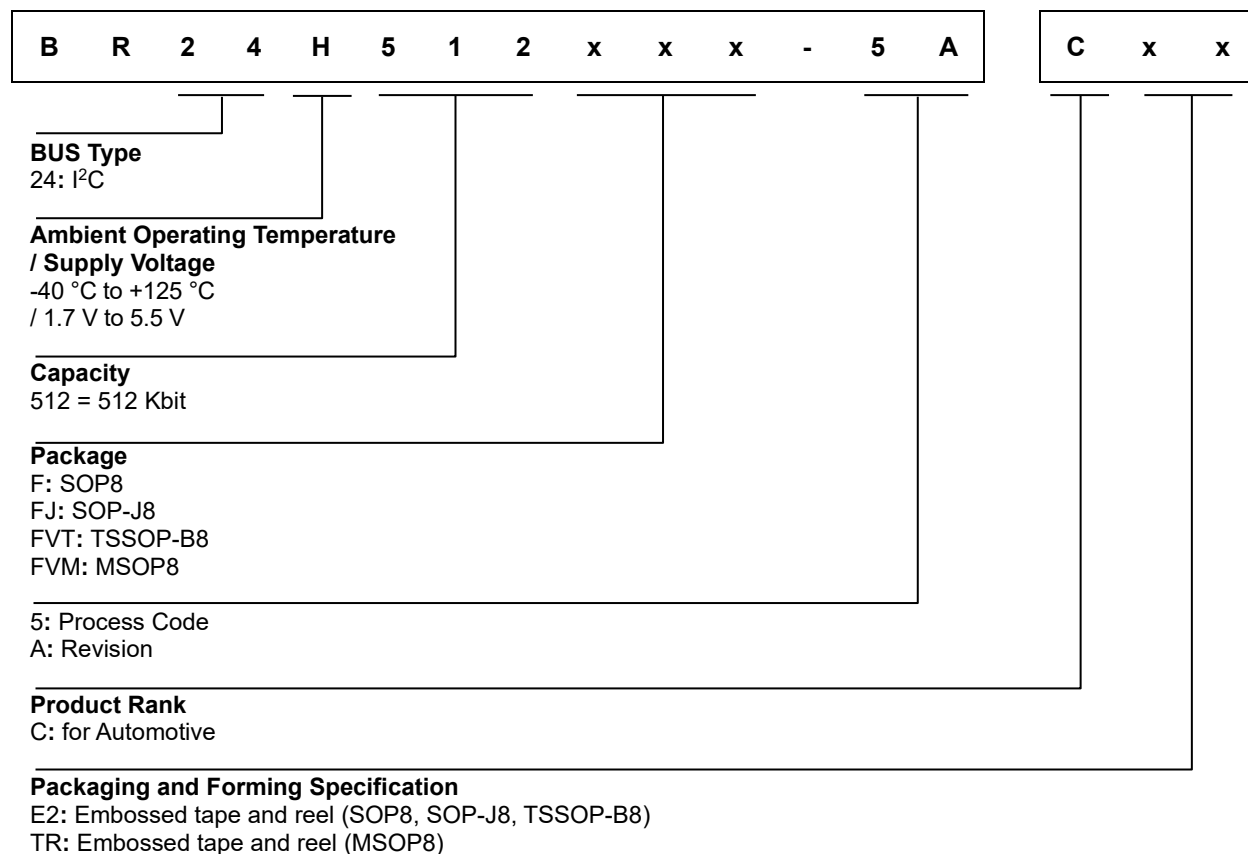 B R 2 4 H 5 1 2 x x x - 5 A C x x
BUS Type
24: I²C
Ambient Operating Temperature
/ Supply Voltage
-40 °C to +125 °C
/ 1.7 V to 5.5 V
Capacity
512 = 512 Kbit
Package
F: SOP8
FJ: SOP-J8
FVT: TSSOP-B8
FVM: MSOP8
5: Process Code
A: Revision
Product Rank
C: for Automotive
Packaging and Forming Specification
E2: Embossed tape and reel (SOP8, SOP-J8, TSSOP-B8)
TR: Embossed tape and reel (MSOP8)